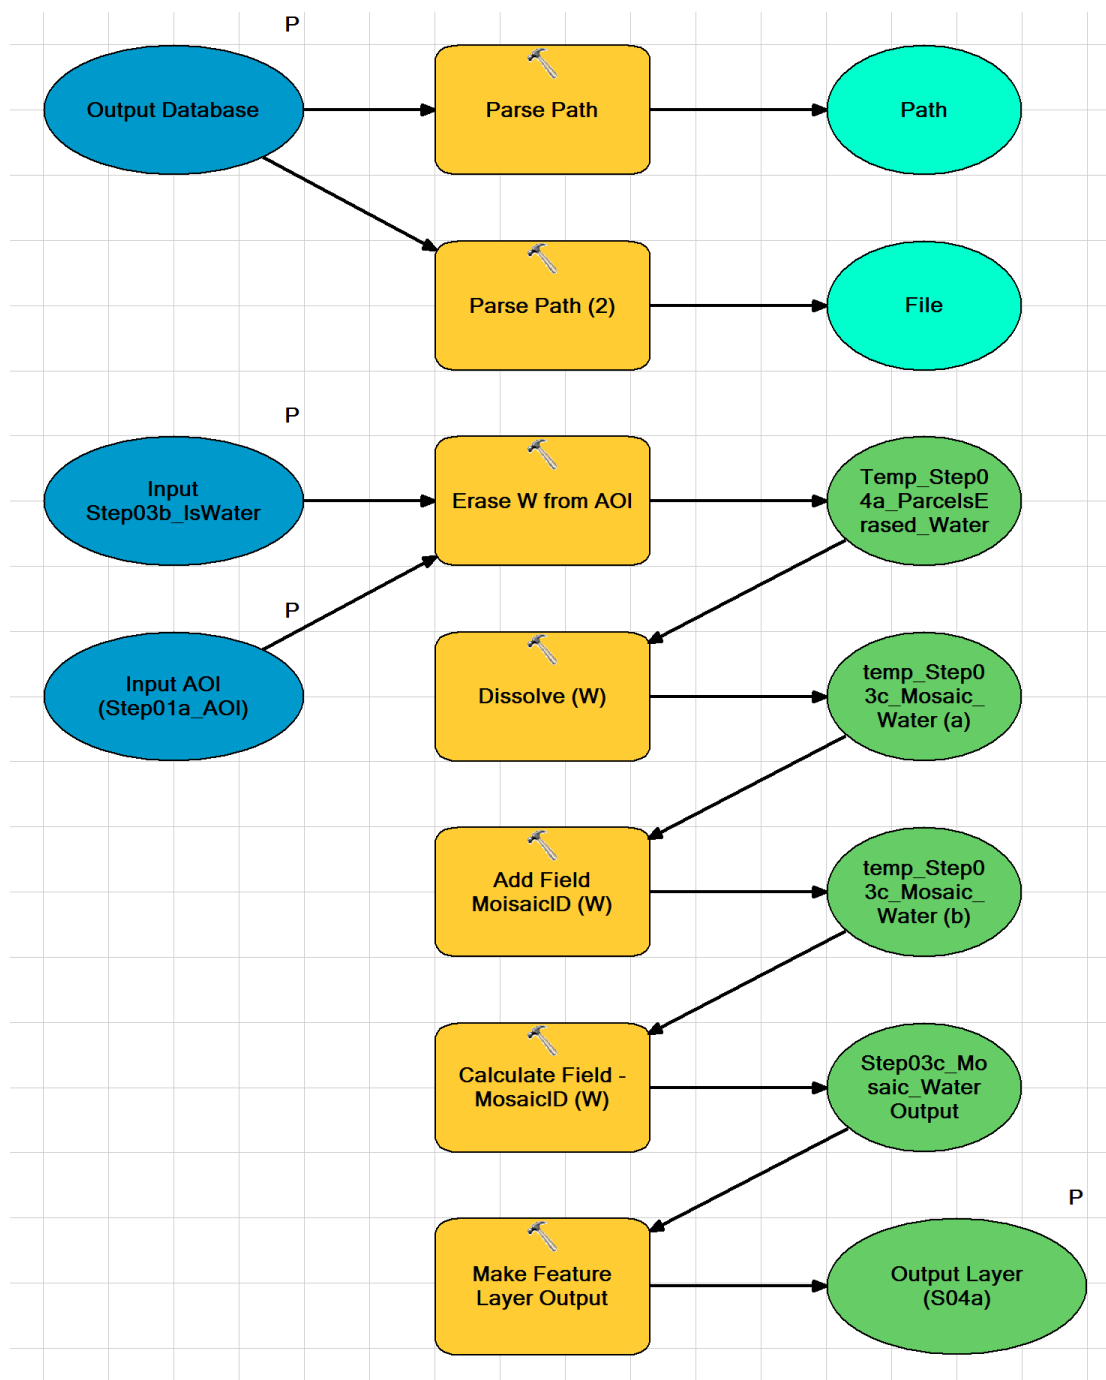 P
Output Database
Parse Path
Path
Parse Path (2)
File
P
Input
Step03b_IsWater
Erase W from AOI
Temp_Step0
4a_ParcelsE
rased_Water
P
Input AOI
(Step01a_AOI)
Dissolve (W)
temp_Step0
3c_Mosaic_
Water (a)
Add Field
MoisaicID (W)
temp_Step0
3c_Mosaic_
Water (b)
Calculate Field -
MosaicID (W)
Step03c_Mo
saic_Water
Output
P
Make Feature
Layer Output
Output Layer
(S04a)